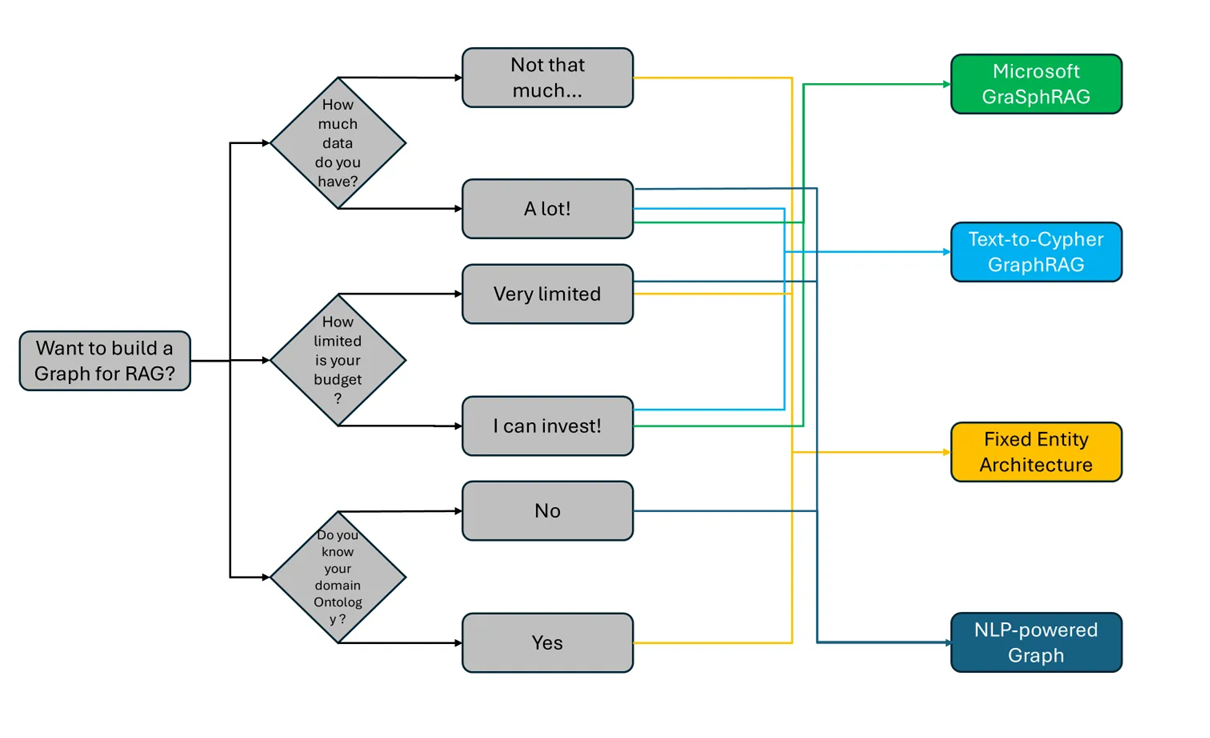 Want to build a
Graph for RAG?
How
much
data
do you
have?
How
limited
is your
budget
?
Do you
know
your
domain
Ontolog
y ?
Not that
much...
A lot!
Very limited
I can invest!
No
Yes
Microsoft
GraSphRAG
Text-to-Cypher
GraphRAG
Fixed Entity
Architecture
NLP-powered
Graph